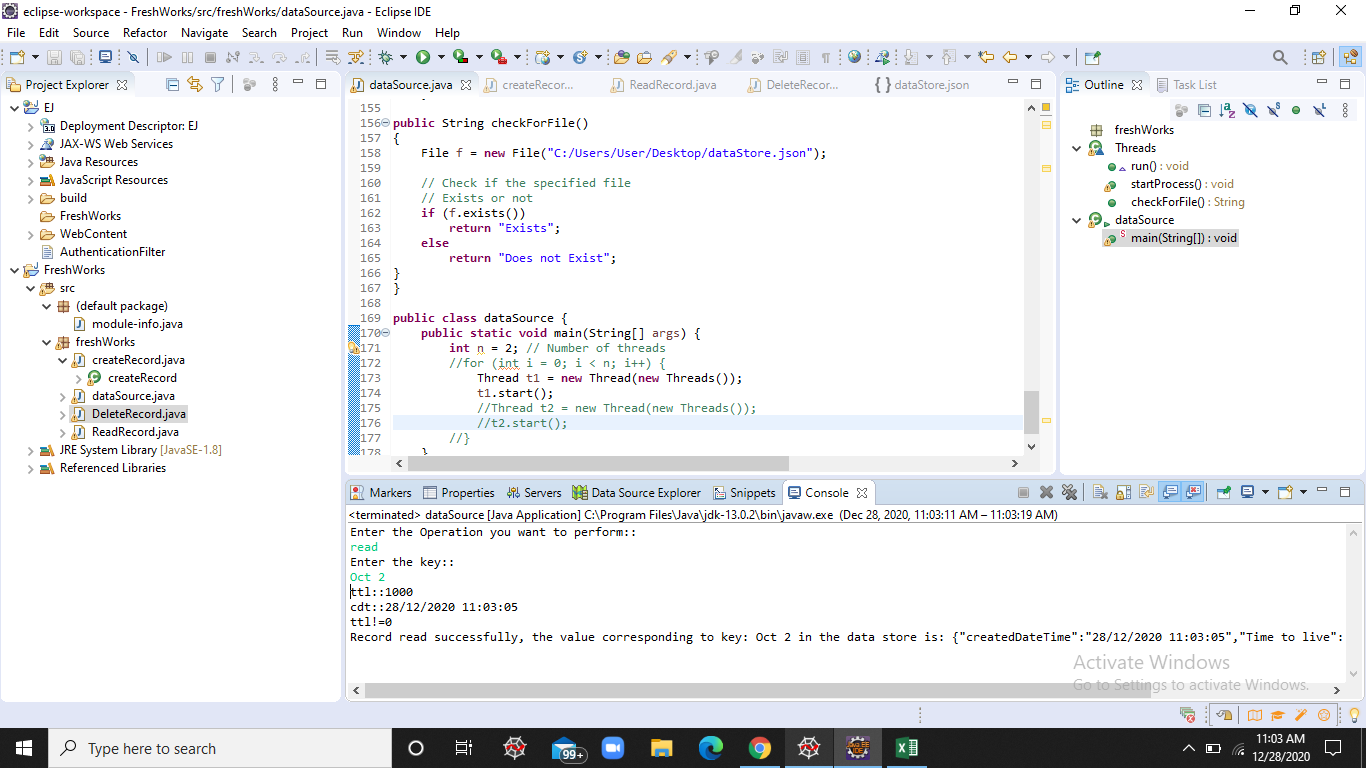 eclipse-workspace - FreshWorks/src/freshWorks/dataSource.java - Eclipse IDE
File Edit Source Refactor Navigate Search Project Run Window Help
Project Explorer
EJ
Deployment Descriptor: EJ
JAX-WS Web Services
Java Resources
JavaScript Resources
build
FreshWorks
WebContent
AuthenticationFilter
FreshWorks
src
(default package)
module-info.java
freshWorks
createRecord.java
createRecord
dataSource.java
DeleteRecord.java
ReadRecord.java
JRE System Library [JavaSE-1.8]
Referenced Libraries
dataSource.java createRecor... ReadRecord.java DeleteRecor... dataStore.json
155
156 public String checkForFile()
157 {
158 File f = new File("C:/Users/User/Desktop/dataStore.json");
159
160 // Check if the specified file
161 // Exists or not
162 if (f.exists())
163 return "Exists";
164 else
165 return "Does not Exist";
166 }
167 }
168
169 public class dataSource {
170 public static void main(String[] args) {
171 int n = 2; // Number of threads
172 //for (int i = 0; i < n; i++) {
173 Thread t1 = new Thread(new Threads());
174 t1.start();
175 //Thread t2 = new Thread(new Threads());
176 //t2.start();
177 //}
178 }
Outline Task List
freshWorks
Threads
run() : void
startProcess() : void
checkForFile() : String
dataSource
main(String[]) : void
Markers Properties Servers Data Source Explorer Snippets Console
<terminated> dataSource [Java Application] C:\Program Files\Java\jdk-13.0.2\bin\javaw.exe (Dec 28, 2020, 11:03:11 AM – 11:03:19 AM)
Enter the Operation you want to perform::
read
Enter the key::
Oct 2
ttl::1000
cdt::28/12/2020 11:03:05
ttl!=0
Record read successfully, the value corresponding to key: Oct 2 in the data store is: {"createdDateTime":"28/12/2020 11:03:05","Time to live":
Activate Windows
Go to Settings to activate Windows.
Type here to search
99+
11:03 AM
12/28/2020